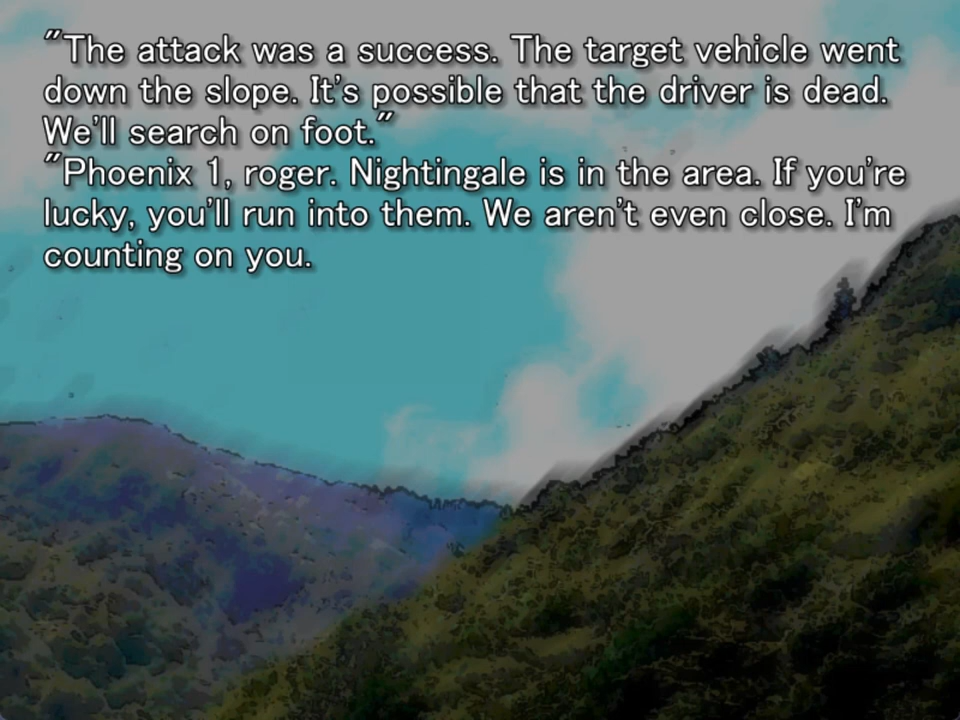 "The attack was a success. The target vehicle went
down the slope. It's possible that the driver is dead.
We'll search on foot."
"Phoenix 1, roger. Nightingale is in the area. If you're
lucky, you'll run into them. We aren't even close. I'm
counting on you.